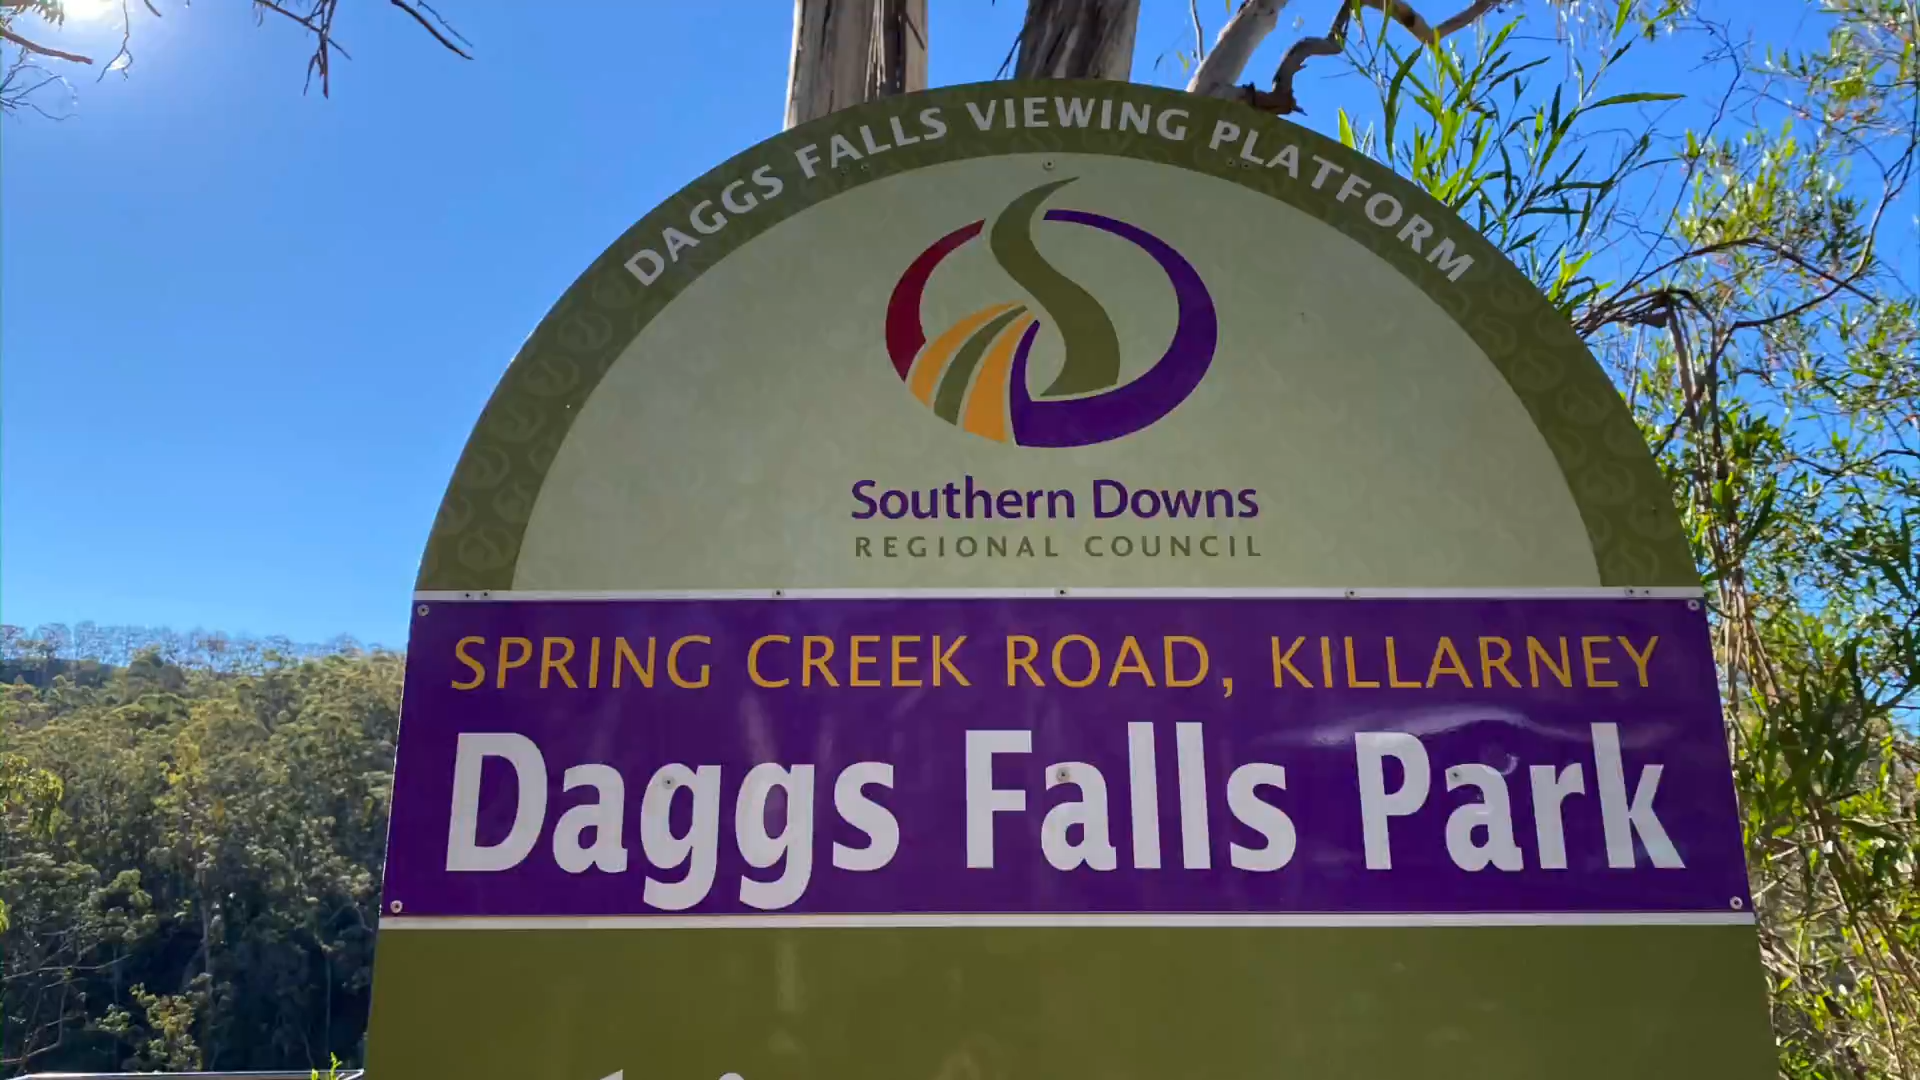 DAGGS FALLS VIEWING PLATFORM
Southern Downs
REGIONAL COUNCIL
SPRING CREEK ROAD, KILLARNEY
Daggs Falls Park